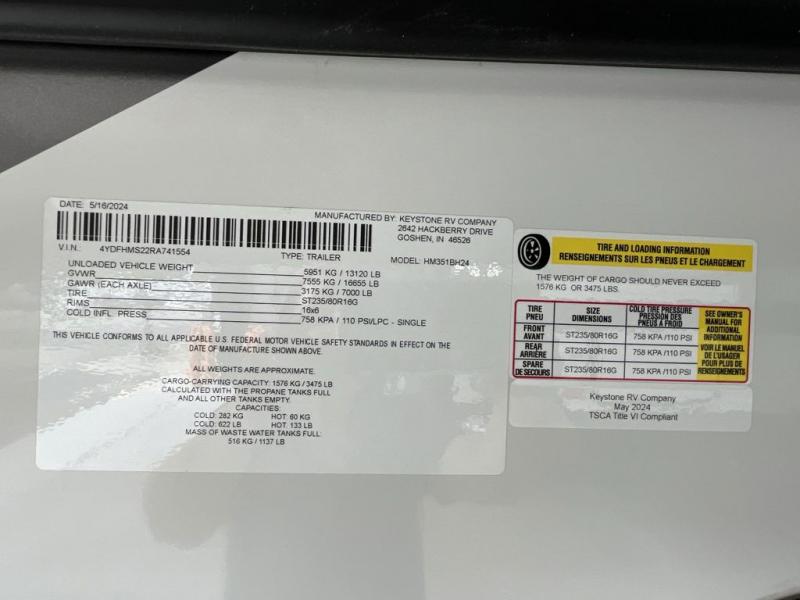 DATE: 5/16/2024
MANUFACTURED BY: KEYSTONE RV COMPANY
2642 HACKBERRY DRIVE
GOSHEN, IN 46526
V.I.N.: 4YDFHMS22RA741554
TYPE: TRAILER MODEL: HM351BH24
UNLOADED VEHICLE WEIGHT 5951 KG / 13120 LB
GVWR 7555 KG / 16655 LB
GAWR (EACH AXLE) 3175 KG / 7000 LB
TIRE ST235/80R16G
RIMS 16x6
COLD INFL. PRESS 758 KPA / 110 PSI/LPC - SINGLE
THIS VEHICLE CONFORMS TO ALL APPLICABLE U.S. FEDERAL MOTOR VEHICLE SAFETY STANDARDS IN EFFECT ON THE
DATE OF MANUFACTURE SHOWN ABOVE.
ALL WEIGHTS ARE APPROXIMATE.
CARGO-CARRYING CAPACITY: 1576 KG / 3475 LB
CALCULATED WITH THE PROPANE TANKS FULL
AND ALL OTHER TANKS EMPTY.
CAPACITIES:
COLD: 282 KG HOT: 60 KG
COLD: 622 LB HOT: 133 LB
MASS OF WASTE WATER TANKS FULL:
516 KG / 1137 LB
TIRE AND LOADING INFORMATION
RENSEIGNEMENTS SUR LES PNEUS ET LE CHARGEMENT
THE WEIGHT OF CARGO SHOULD NEVER EXCEED
1576 KG OR 3475 LBS.
TIRE
PNEU
SIZE
DIMENSIONS
COLD TIRE PRESSURE
PRESSION DES
PNEUS A FROID
SEE OWNER'S
MANUAL FOR
ADDITIONAL
INFORMATION
VOIR LE MANUEL
DE L'USAGER
POUR PLUS DE
RENSEIGNEMENTS
FRONT
AVANT
ST235/80R16G
758 KPA /110 PSI
REAR
ARRIÈRE
ST235/80R16G
758 KPA /110 PSI
SPARE
DE SECOURS
ST235/80R16G
758 KPA /110 PSI
Keystone RV Company
May 2024
TSCA Title VI Compliant